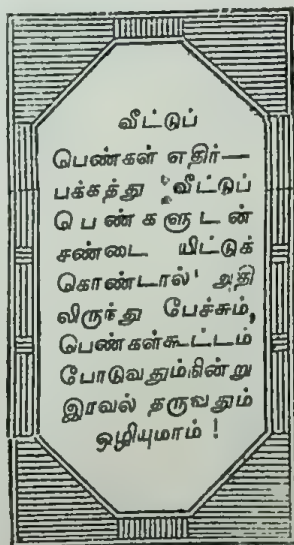 வீட்டுப்
பெண்கள் எதிர்—
பக்கத்து வீட்டுப்
பெண்களுடன்
சண்டை யிட்டுக்
கொண்டால் அதி
லிருந்து பேச்சும்,
பெண்கள்கூட்டம்
போடுவதும்நின்று
இரவல் தருவதும்
ஒழியுமாம் !